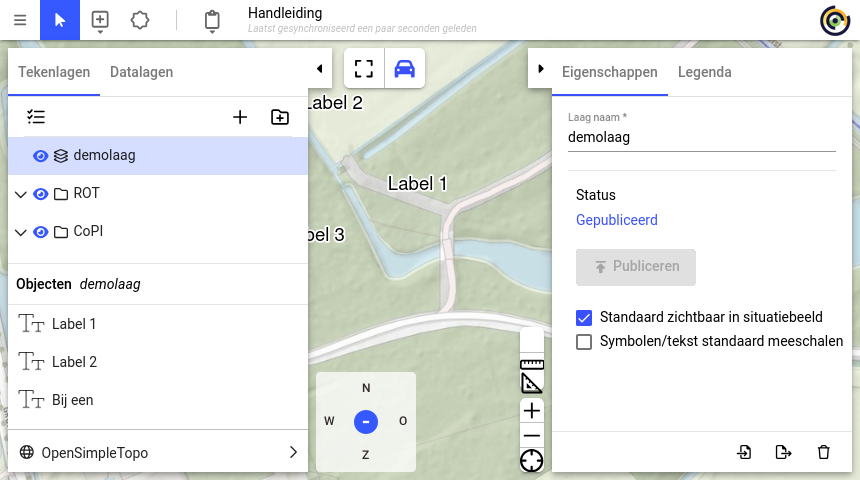 Handleiding
Laatst gesynchroniseerd een paar seconden geleden
Tekenlagen Datalagen
demolaag
ROT
CoPI
Objecten demolaag
Label 1
Label 2
Bij een
OpenSimpleTopo
Label 2
Label 1
bel 3
N
W O
Z
Eigenschappen Legenda
Laag naam *
demolaag
Status
Gepubliceerd
Publiceren
Standaard zichtbaar in situatiebeeld
Symbolen/tekst standaard meeschalen